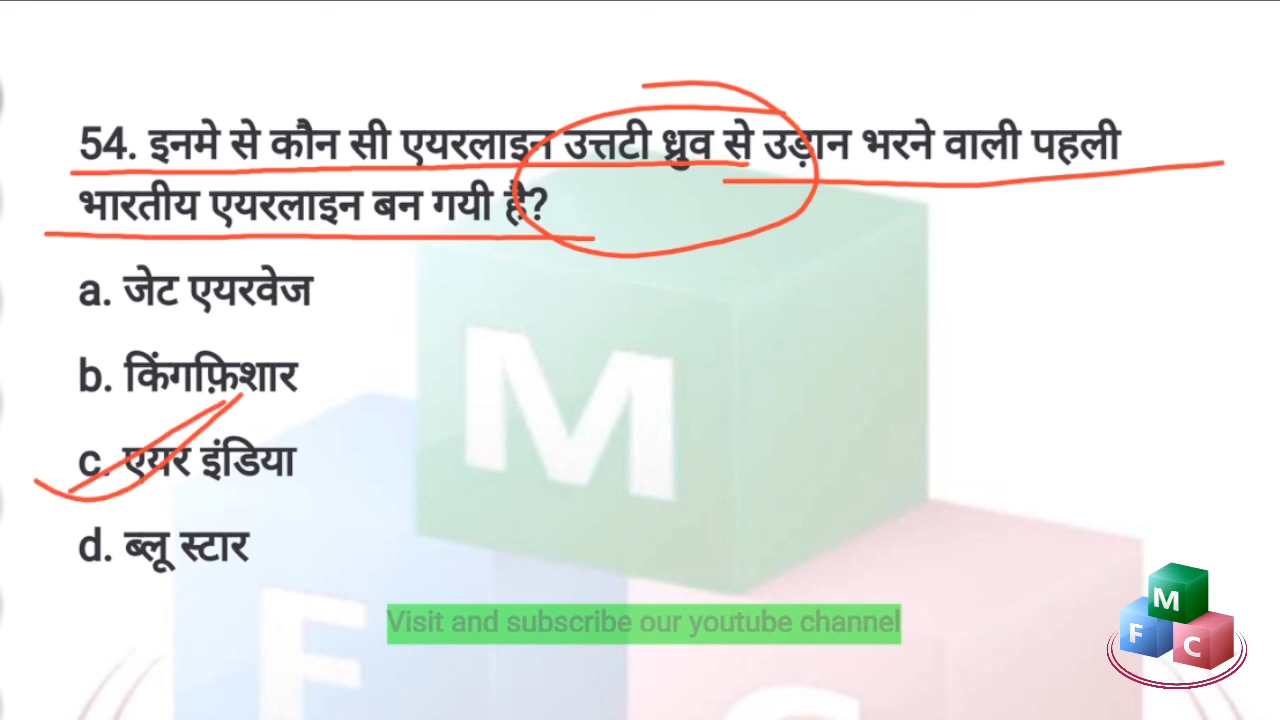 54. इनमे से कौन सी एयरलाइन उत्तटी ध्रुव से उड़ान भरने वाली पहली
भारतीय एयरलाइन बन गयी है?
a. जेट एयरवेज
b. किंगफ़िशार
c. एयर इंडिया
d. ब्लू स्टार
Visit and subscribe our youtube channel
M
F
C
M
F
C